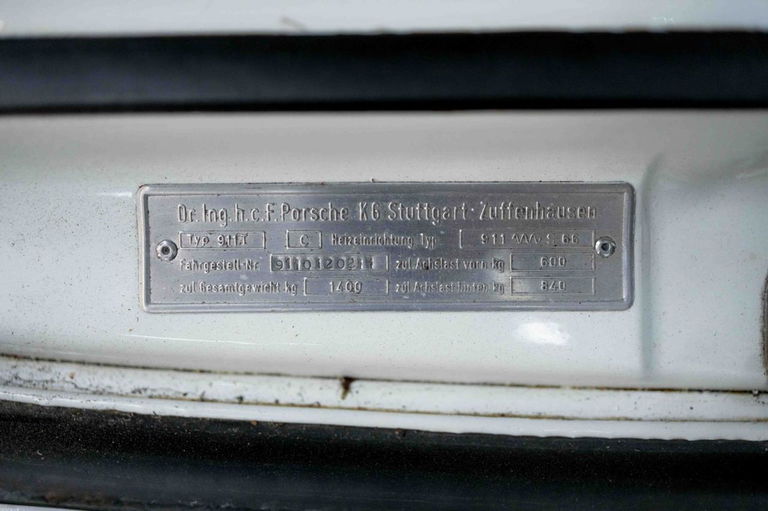 Dr. Ing. h. c. F. Porsche KG Stuttgart - Zuffenhausen
Typ 911T C Heizeinrichtung Typ 911 S 66
Fahrgestell-Nr. zul Achslast vorn kg 600
zul Gesamtgewicht kg 1400 zul Achslast hinten kg 840